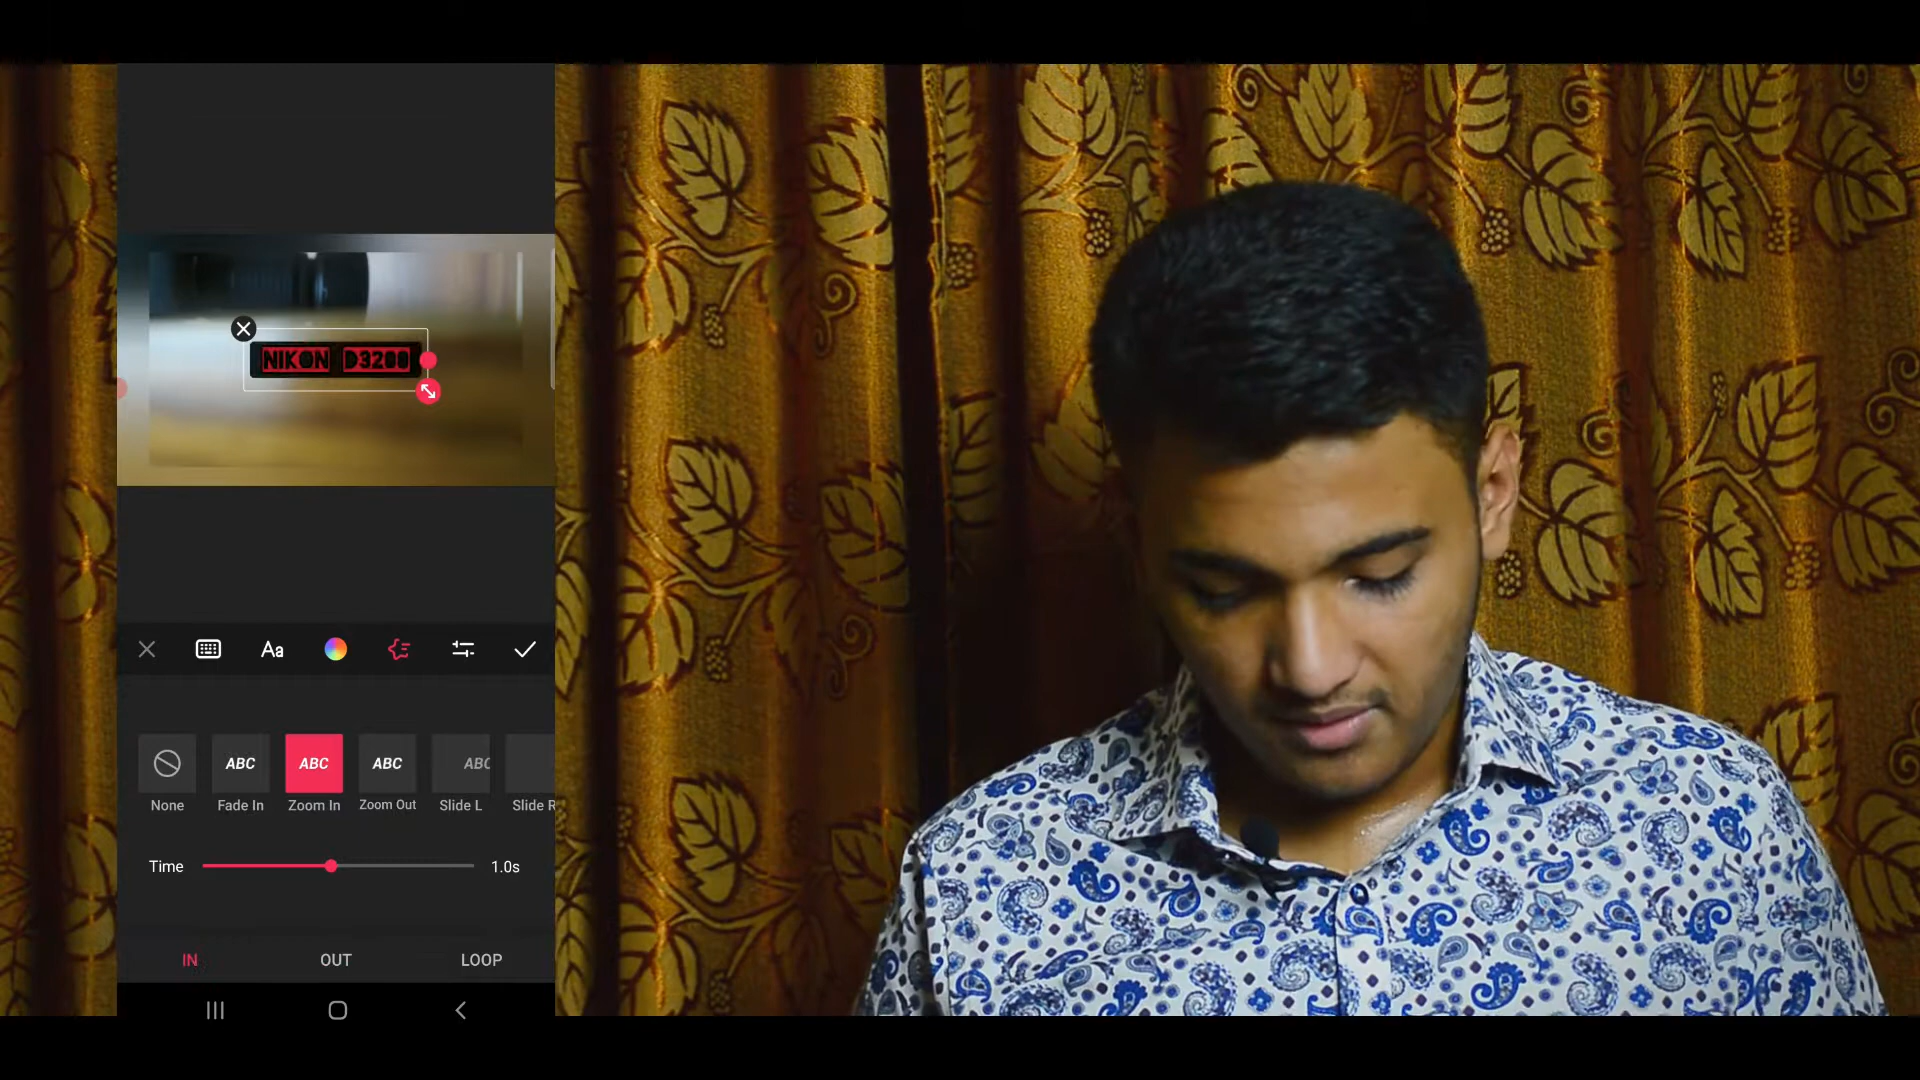 NIKON D3200
Aa
ABC ABC ABC ABC
None Fade In Zoom In Zoom Out Slide L Slide R
Time 1.0s
IN OUT LOOP